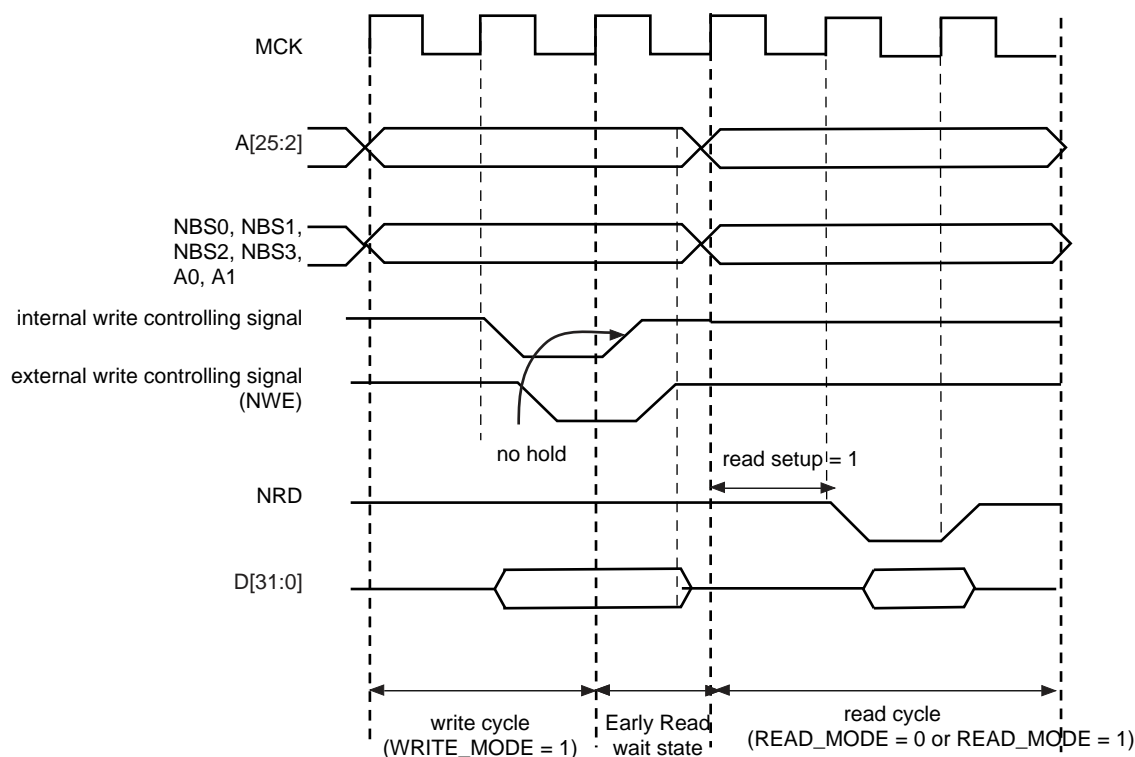 MCK
A[25:2]
NBS0, NBS1,
NBS2, NBS3,
A0, A1
internal write controlling signal
external write controlling signal
(NWE)
no hold
read setup = 1
NRD
D[31:0]
write cycle
(WRITE_MODE = 1)
Early Read
wait state
read cycle
(READ_MODE = 0 or READ_MODE = 1)